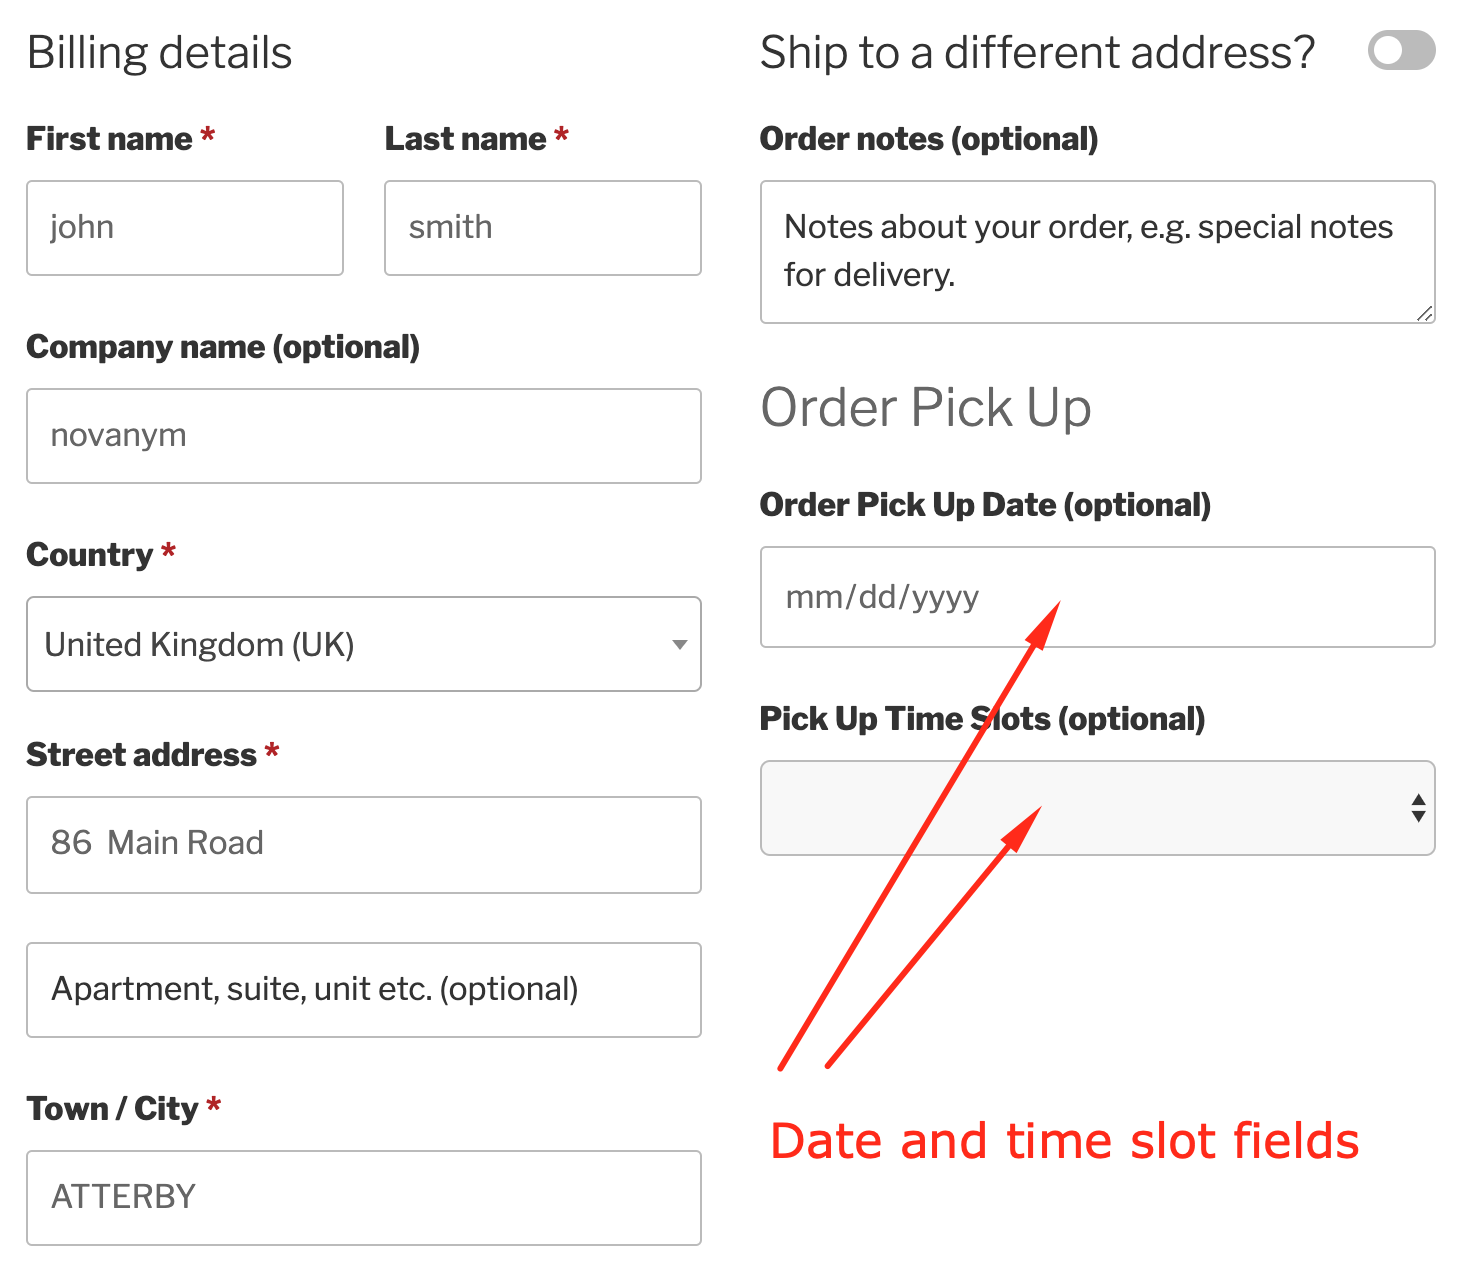 Billing details
First name *
Last name *
john
smith
Company name (optional)
novanym
Country *
United Kingdom (UK)
Street address *
86  Main Road
Apartment, suite, unit etc. (optional)
Town / City *
ATTERBY
Ship to a different address?
Order notes (optional)
Notes about your order, e.g. special notes
for delivery.
Order Pick Up
Order Pick Up Date (optional)
mm/dd/yyyy
Pick Up Time Slots (optional)
Date and time slot fields